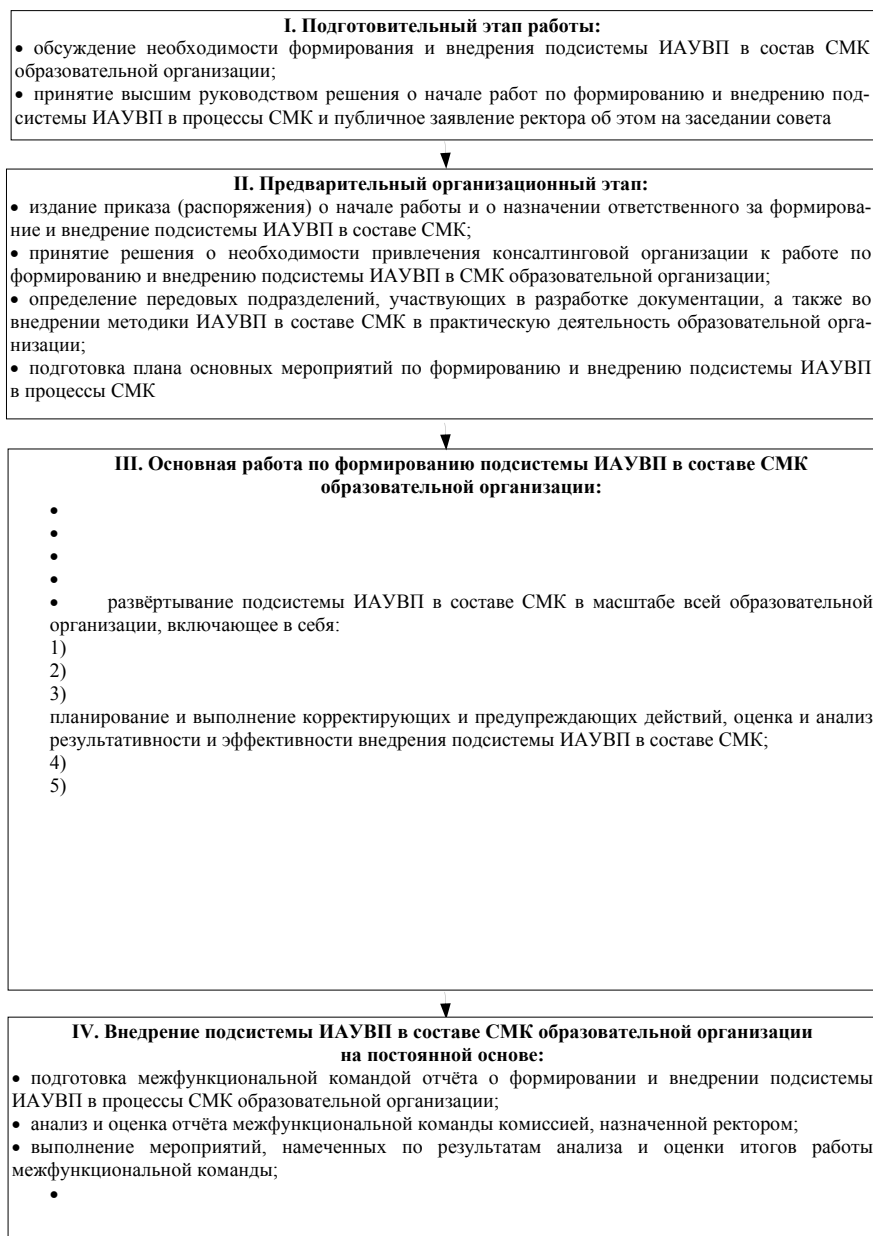 I. Подготовительный этап работы:
• обсуждение необходимости формирования и внедрения подсистемы ИАУВП в состав СМК
образовательной организации;
• принятие высшим руководством решения о начале работ по формированию и внедрению под-
системы ИАУВП в процессы СМК и публичное заявление ректора об этом на заседании совета
II. Предварительный организационный этап:
• издание приказа (распоряжения) о начале работы и о назначении ответственного за формирова-
ние и внедрение подсистемы ИАУВП в составе СМК;
• принятие решения о необходимости привлечения консалтинговой организации к работе по
формированию и внедрению подсистемы ИАУВП в СМК образовательной организации;
• определение передовых подразделений, участвующих в разработке документации, а также во
внедрении методики ИАУВП в составе СМК в практическую деятельность образовательной орга-
низации;
• подготовка плана основных мероприятий по формированию и внедрению подсистемы ИАУВП
в процессы СМК
III. Основная работа по формированию подсистемы ИАУВП в составе СМК
образовательной организации:
•
•
•
•
• развёртывание подсистемы ИАУВП в составе СМК в масштабе всей образовательной
организации, включающее в себя:
1)
2)
3)
планирование и выполнение корректирующих и предупреждающих действий, оценка и анализ
результативности и эффективности внедрения подсистемы ИАУВП в составе СМК;
4)
5)
IV. Внедрение подсистемы ИАУВП в составе СМК образовательной организации
на постоянной основе:
• подготовка межфункциональной командой отчёта о формировании и внедрении подсистемы
ИАУВП в процессы СМК образовательной организации;
• анализ и оценка отчёта межфункциональной команды комиссией, назначенной ректором;
• выполнение мероприятий, намеченных по результатам анализа и оценки итогов работы
межфункциональной команды;
•